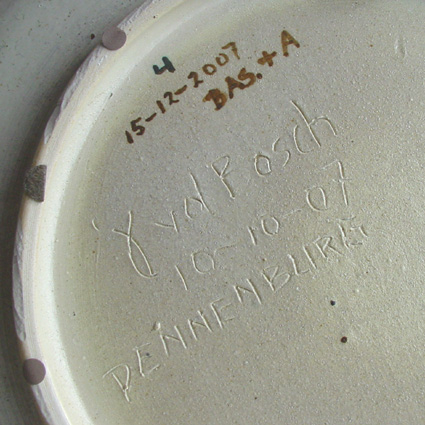 4
15-12-2007
BAS.+A
Y vd Bosch
10-10-07
PENNENBURG